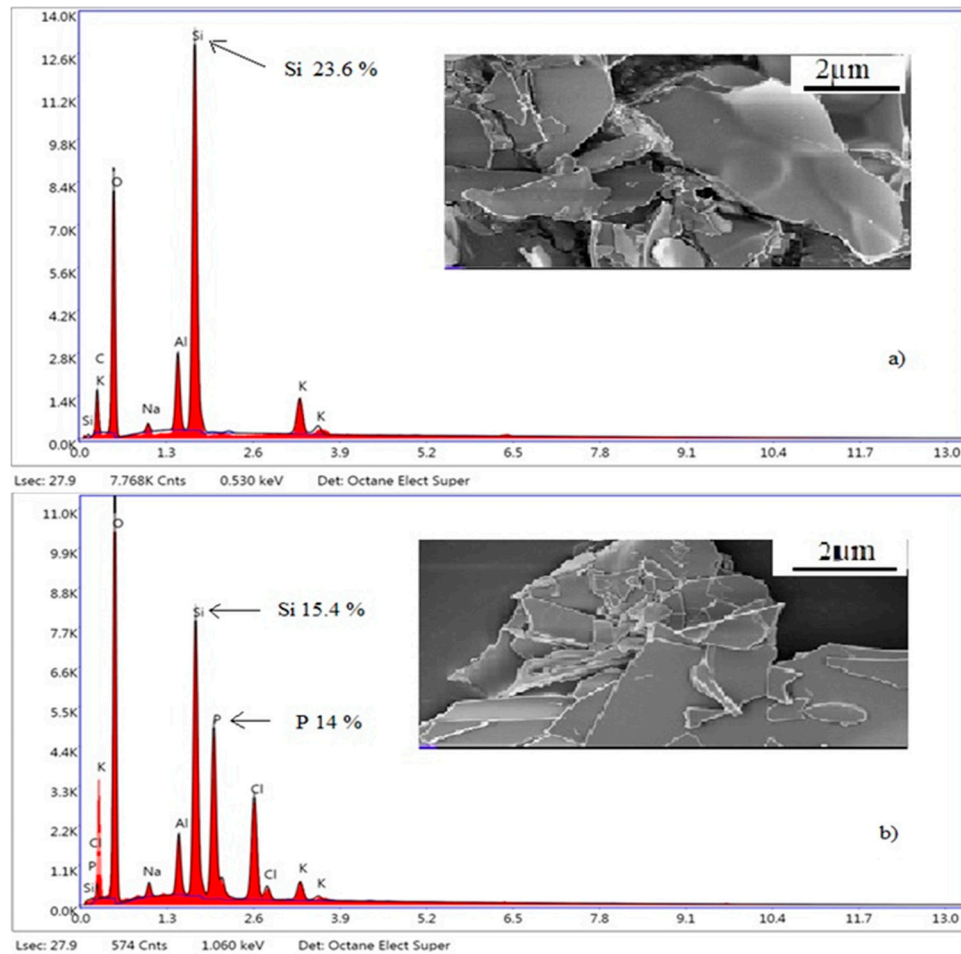 14.0K
12.6K
11.2K
9.8K
8.4K
7.0K
5.6K
4.2K
2.8K
1.4K
0.0K
Si
Si 23.6 %
2µm
O
C
K
Si
Na
Al
K
K
a)
0.0 1.3 2.6 3.9 5.2 6.5 7.8 9.1 10.4 11.7 13.0
Lsec: 27.9 7.768K Cnts 0.530 keV Det: Octane Elect Super
11.0K
9.9K
8.8K
7.7K
6.6K
5.5K
4.4K
3.3K
2.2K
1.1K
0.0K
O
2µm
Si
Si 15.4 %
P
P 14 %
K
Cl
P
Si
Na
Al
Cl
Cl
K
K
b)
0.0 1.3 2.6 3.9 5.2 6.5 7.8 9.1 10.4 11.7 13.0
Lsec: 27.9 574 Cnts 1.060 keV Det: Octane Elect Super